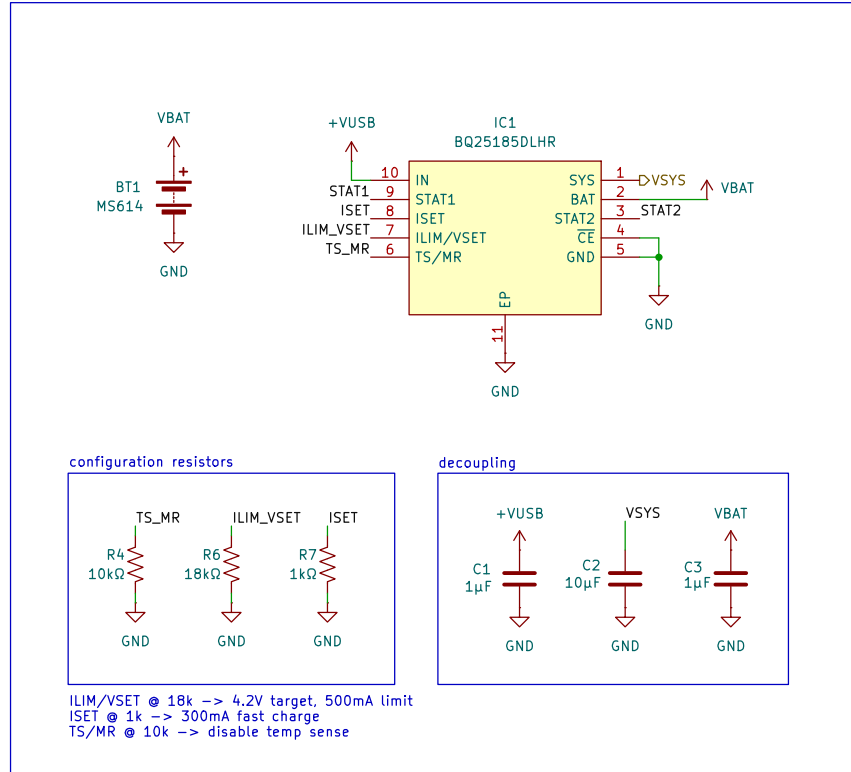 VBAT
BT1
MS614
+
GND
IC1
BQ25185DLHR
+VUSB
10 IN
STAT1 9 STAT1
ISET 8 ISET
ILIM_VSET 7 ILIM/VSET
TS_MR 6 TS/MR
SYS 1 VSYS
BAT 2 VBAT
STAT2 3 STAT2
CE 4
GND 5
GND
EP
11
GND
configuration resistors
TS_MR
R4
10kΩ
GND
ILIM_VSET
R6
18kΩ
GND
ISET
R7
1kΩ
GND
ILIM/VSET @ 18k -> 4.2V target, 500mA limit
ISET @ 1k -> 300mA fast charge
TS/MR @ 10k -> disable temp sense
decoupling
+VUSB
C1
1µF
GND
VSYS
C2
10µF
GND
VBAT
C3
1µF
GND